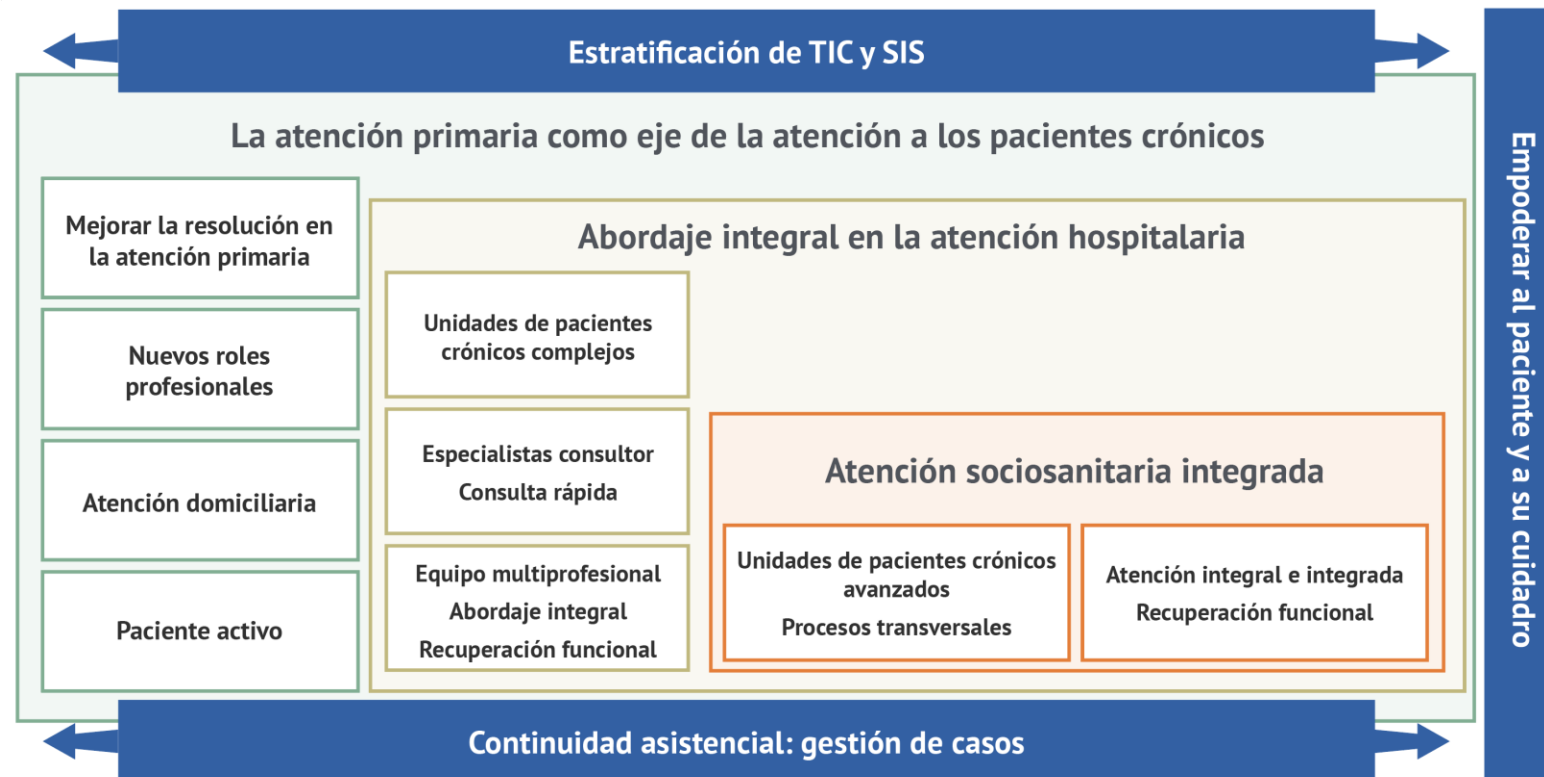 Estratificación de TIC y SIS
La atención primaria como eje de la atención a los pacientes crónicos
Mejorar la resolución en
la atención primaria
Nuevos roles
profesionales
Atención domiciliaria
Paciente activo
Abordaje integral en la atención hospitalaria
Unidades de pacientes
crónicos complejos
Especialistas consultor
Consulta rápida
Equipo multiprofesional
Abordaje integral
Recuperación funcional
Atención sociosanitaria integrada
Unidades de pacientes crónicos
avanzados
Procesos transversales
Atención integral e integrada
Recuperación funcional
Continuidad asistencial: gestión de casos
Empoderar al paciente y a su cuidadro